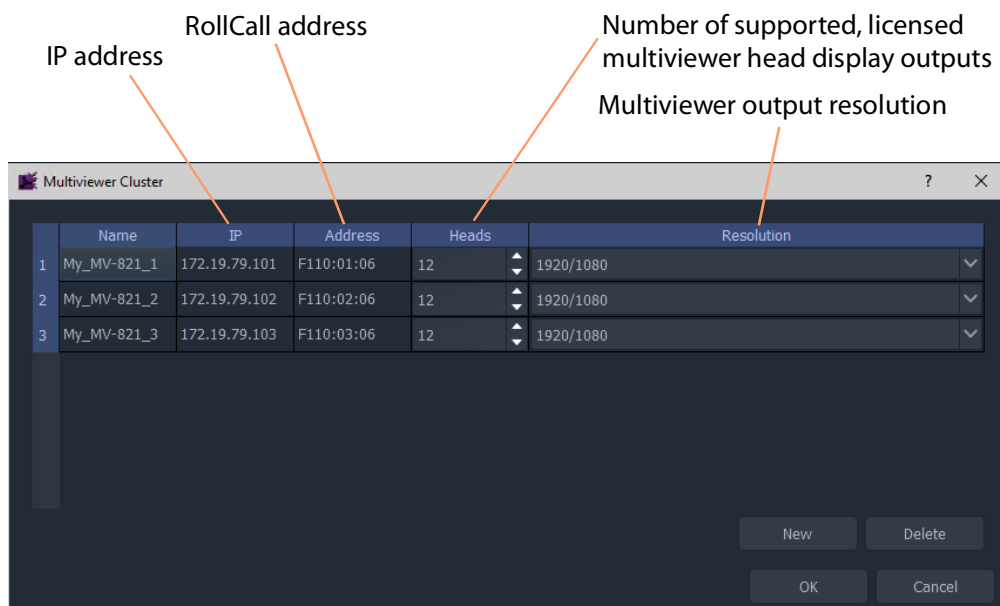 RollCall address
IP address
Number of supported, licensed
multiviewer head display outputs
Multiviewer output resolution
Multiviewer Cluster ? ×
Name IP Address Heads Resolution
1 My_MV-821_1 172.19.79.101 F110:01:06 12 1920/1080
2 My_MV-821_2 172.19.79.102 F110:02:06 12 1920/1080
3 My_MV-821_3 172.19.79.103 F110:03:06 12 1920/1080
New Delete
OK Cancel